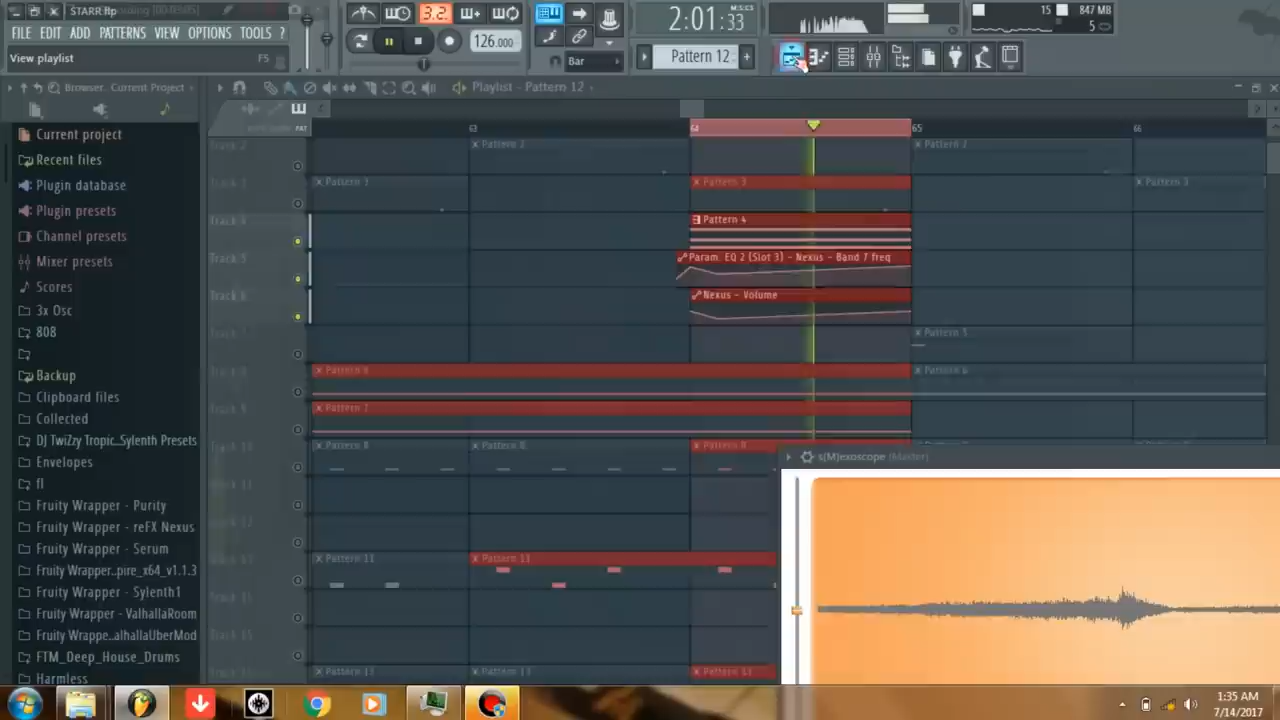 STARR.flp
FILE EDIT ADD PATTERNS VIEW OPTIONS TOOLS ?
View playlist F5
3.2
126.000
Bar
2:01:33
M:S:CS
Pattern 12
15 847 MB
5
Browser - Current Project
Playlist - Pattern 12
Current project
Recent files
Plugin database
Plugin presets
Channel presets
Mixer presets
Scores
3x Osc
808
Backup
Clipboard files
Collected
DJ TwiZzy Tropic..Sylenth Presets
Envelopes
fl
Fruity Wrapper - Purity
Fruity Wrapper - reFX Nexus
Fruity Wrapper - Serum
Fruity Wrapper..pire_x64_v1.1.3
Fruity Wrapper - Sylenth1
Fruity Wrapper - ValhallaRoom
Fruity Wrappe..alhallaUberMod
FTM_Deep_House_Drums
Harmless
63 64 65 66
Track 2 Pattern 2 Pattern 2
Pattern 3 Pattern 3 Pattern 3
Pattern 4
Param. EQ 2 (Slot 3) - Nexus - Band 7 freq
Nexus - Volume
Pattern 5
Pattern 6 Pattern 6
Pattern 7
Pattern 8 Pattern 8 Pattern 8
Pattern 11 Pattern 11
Pattern 13 Pattern 13 Pattern 13
s(M)exoscope (Master)
1:35 AM
7/14/2017